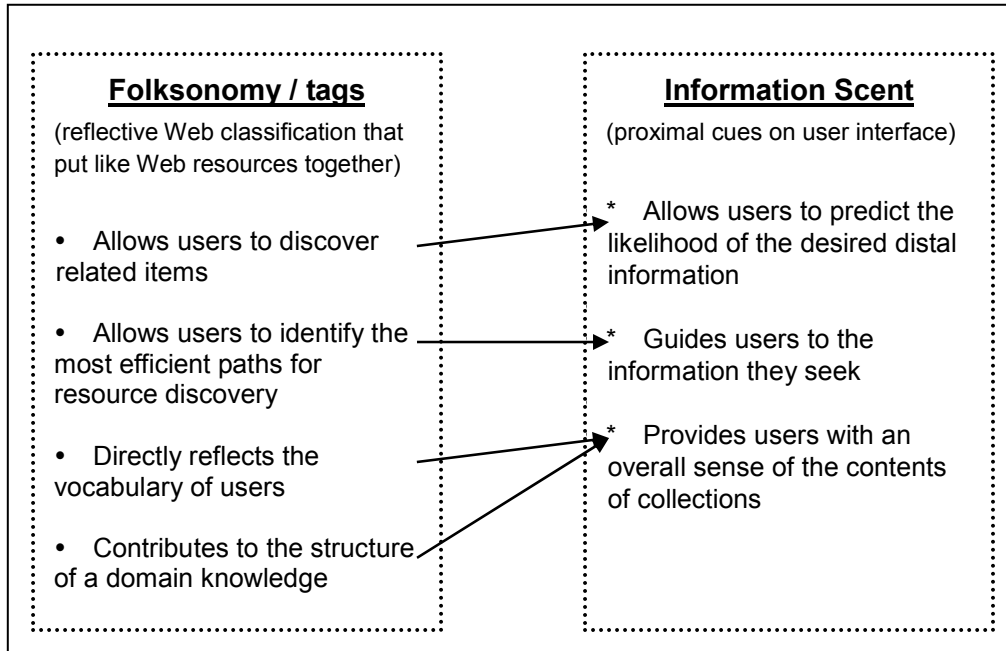 Folksonomy / tags
(reflective Web classification that
put like Web resources together)
• Allows users to discover
related items
• Allows users to identify the
most efficient paths for
resource discovery
• Directly reflects the
vocabulary of users
• Contributes to the structure
of a domain knowledge
Information Scent
(proximal cues on user interface)
* Allows users to predict the
likelihood of the desired distal
information
* Guides users to the
information they seek
* Provides users with an
overall sense of the contents
of collections